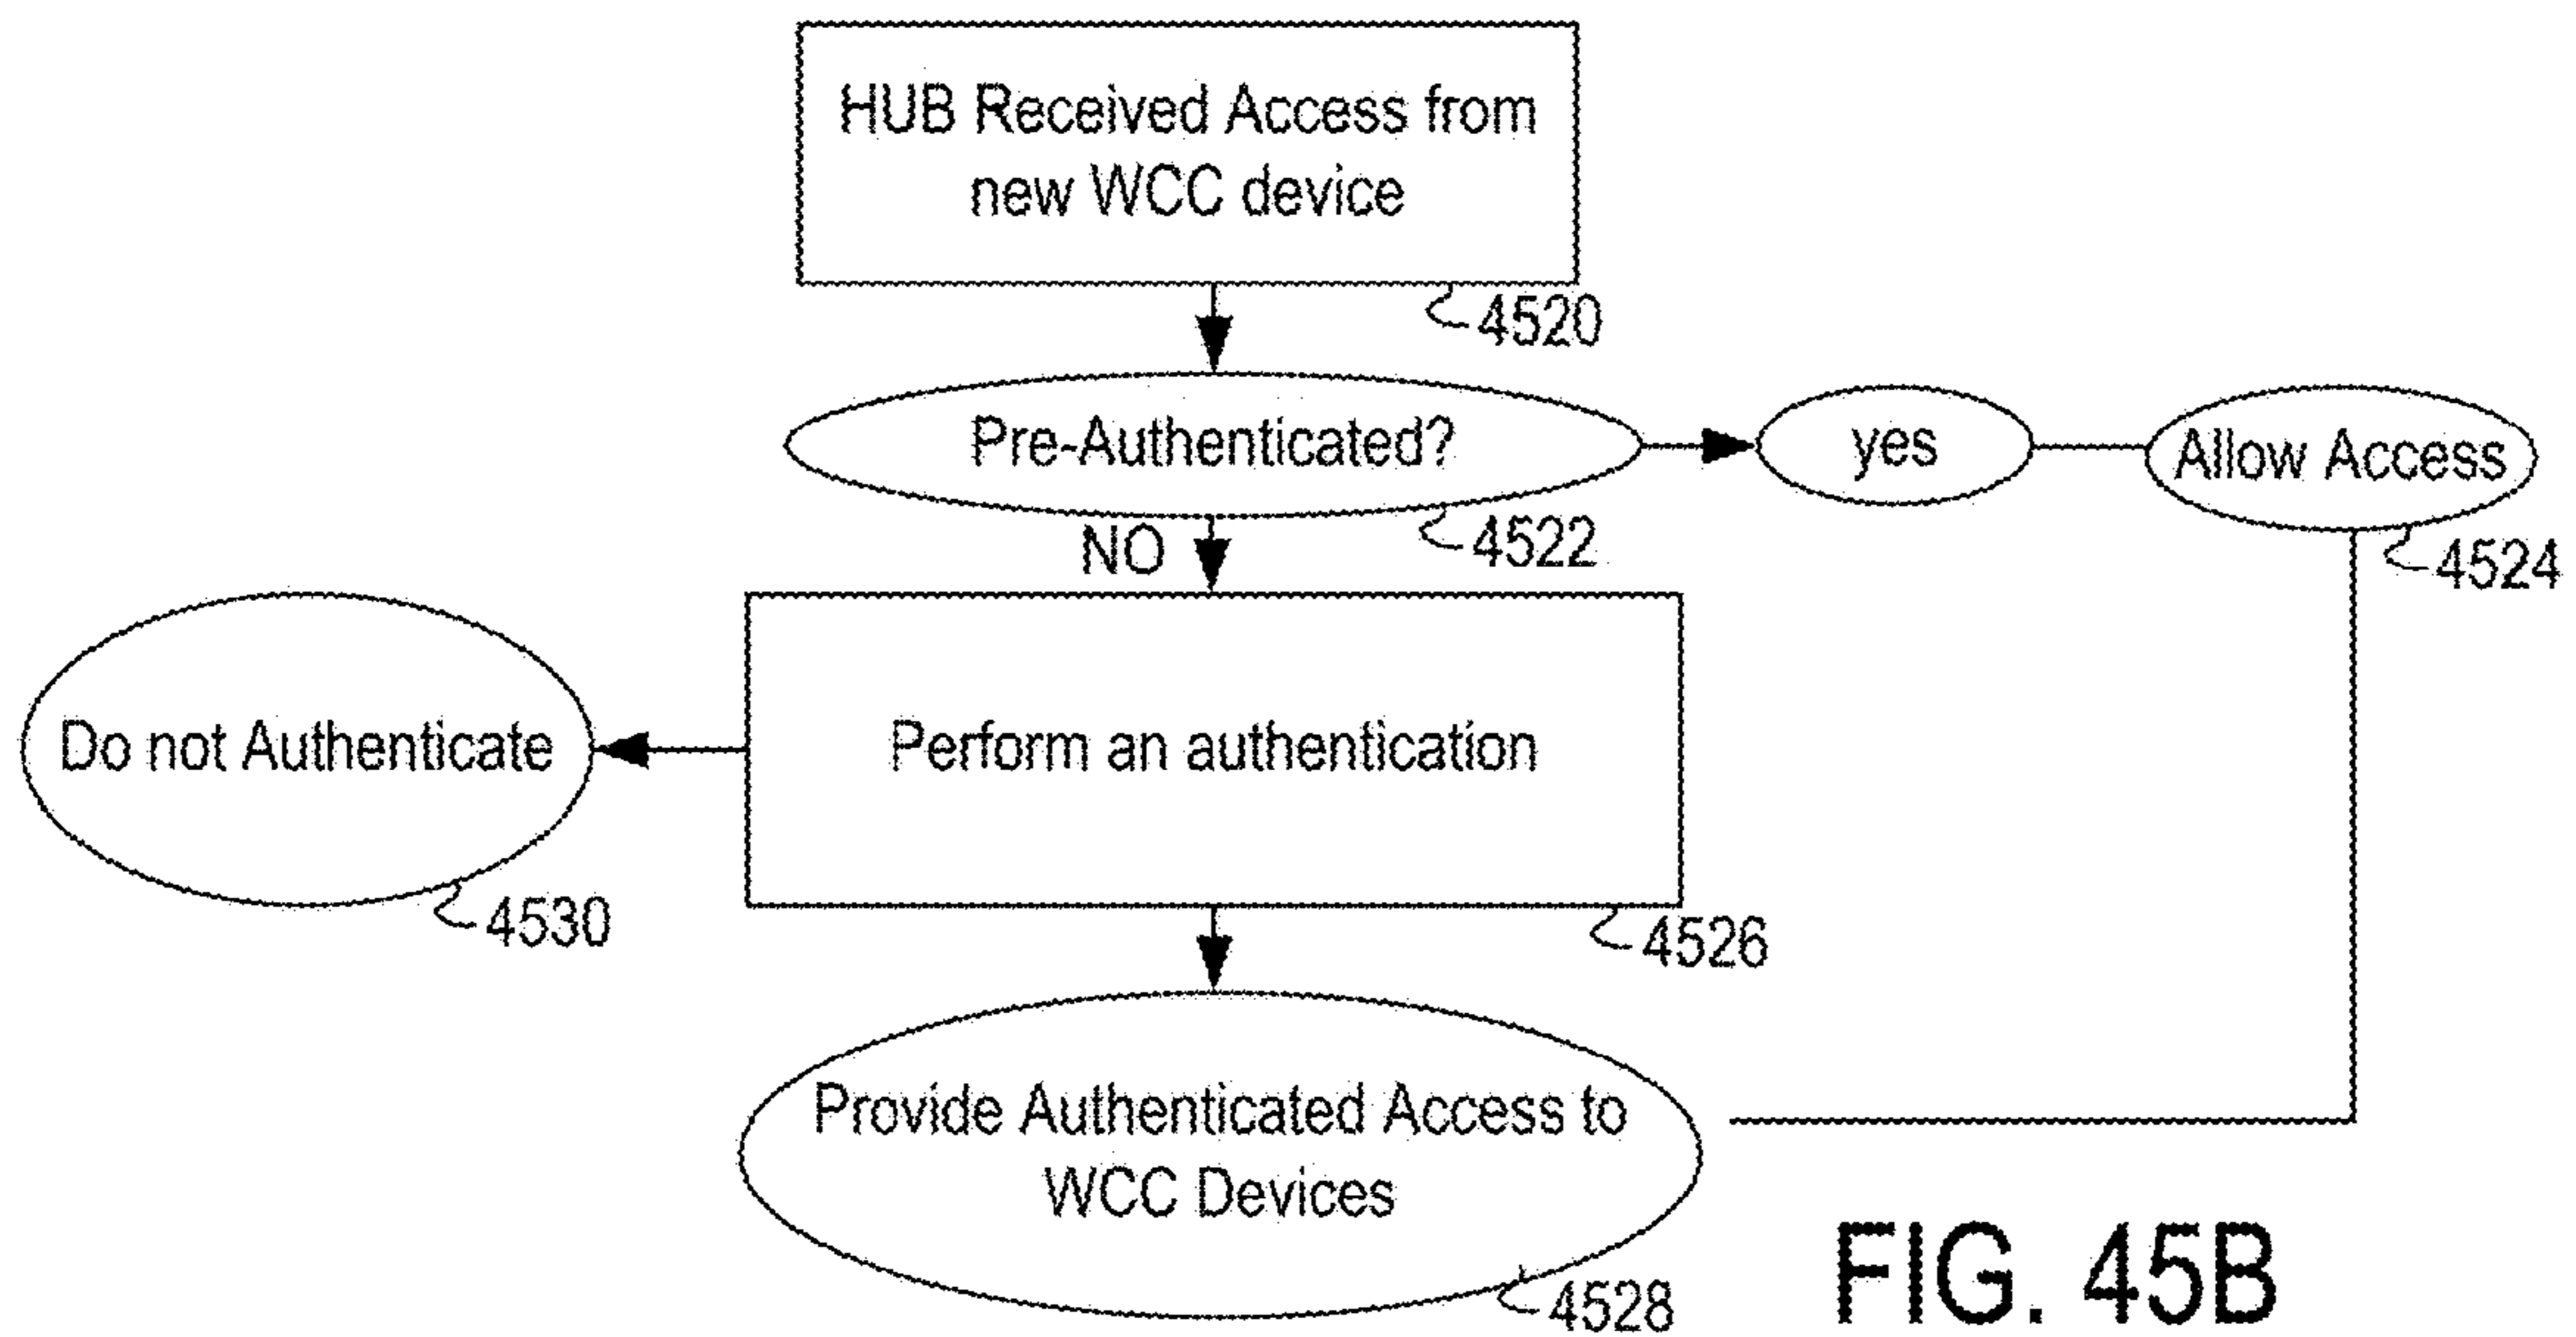 HUB Received Access from
new WCC device
4520
Pre-Authenticated?
yes
Allow Access
4522
4524
NO
Do not Authenticate
4530
Perform an authentication
4526
Provide Authenticated Access to
WCC Devices
4528
FIG. 45B